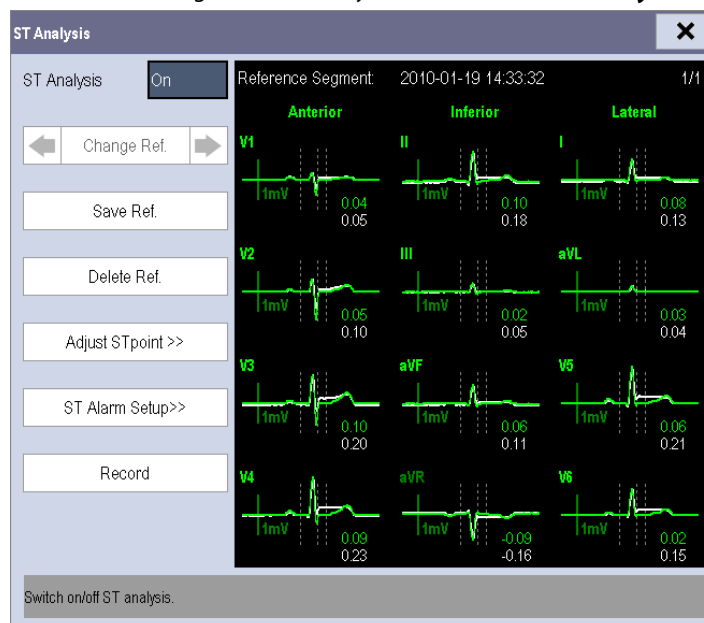 ST Analysis
ST Analysis On
Change Ref.
Save Ref.
Delete Ref.
Adjust STpoint >>
ST Alarm Setup>>
Record
Reference Segment: 2010-01-19 14:33:32 1/1
Anterior Inferior Lateral
V1 II I
1mV 0.04 1mV 0.10 1mV 0.08
0.05 0.18 0.13
V2 III aVL
1mV 0.05 1mV 0.02 1mV 0.03
0.10 0.05 0.04
V3 aVF V5
1mV 0.10 1mV 0.06 1mV 0.06
0.20 0.11 0.21
V4 aVR V6
1mV 0.09 1mV -0.09 1mV 0.02
0.23 -0.16 0.15
Switch on/off ST analysis.